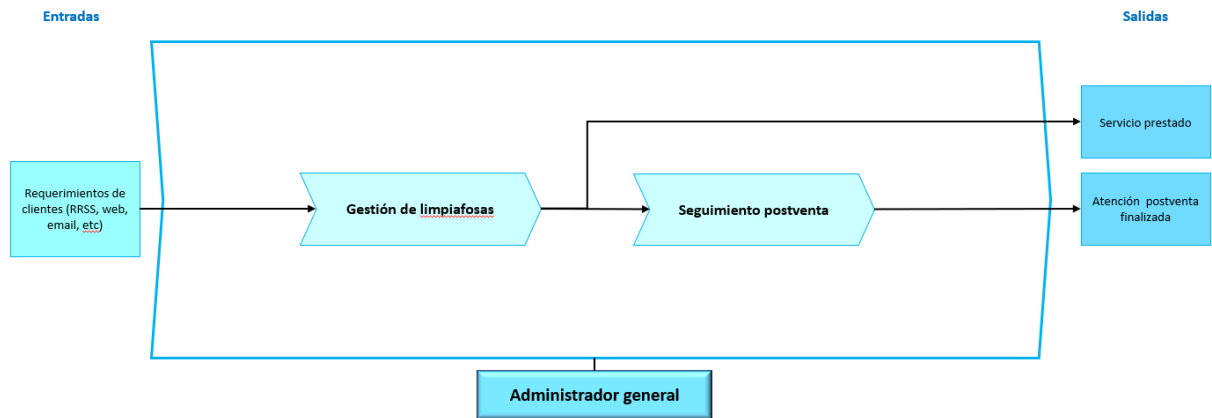 Entradas
Salidas
Servicio prestado
Requerimientos de
clientes (RRSS, web,
email, etc)
Gestión de limpiafosas
Seguimiento postventa
Atención postventa
finalizada
Administrador general